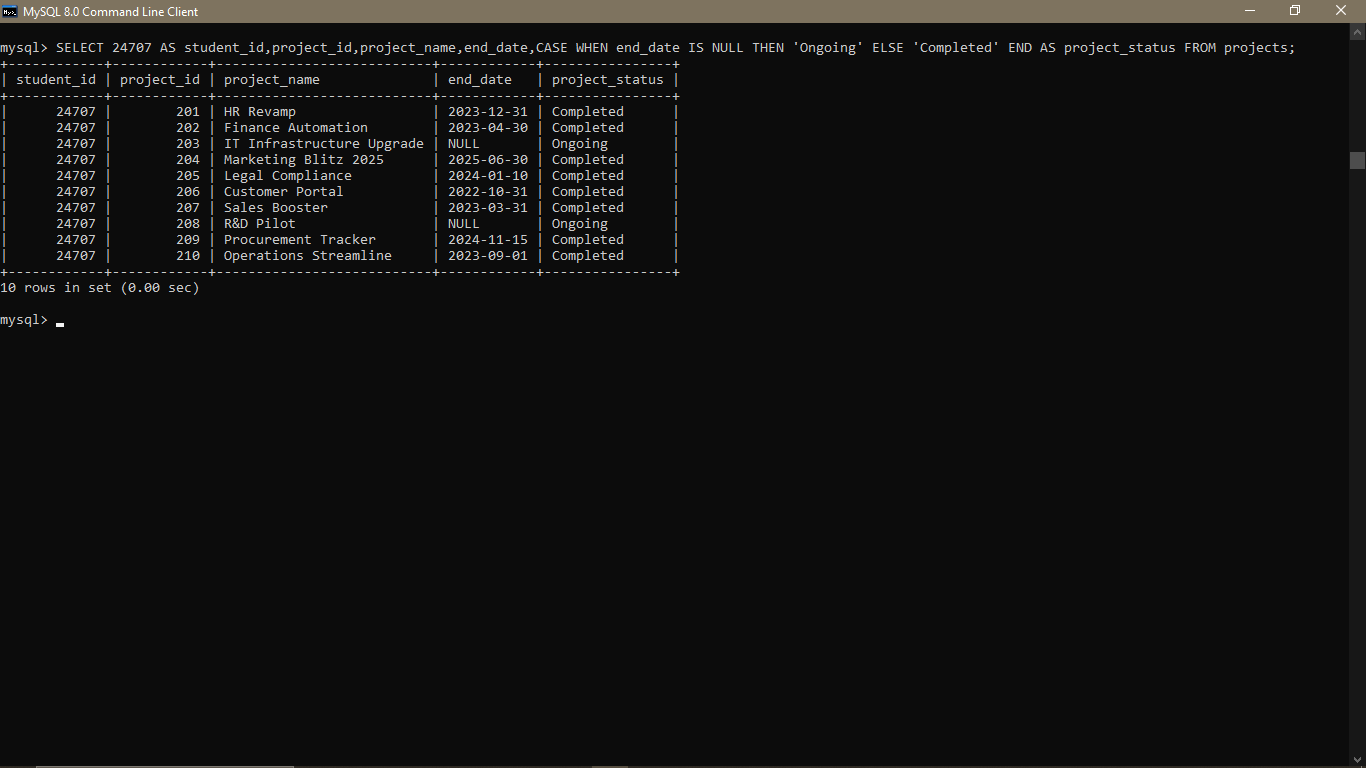 MySQL 8.0 Command Line Client
mysql> SELECT 24707 AS student_id,project_id,project_name,end_date,CASE WHEN end_date IS NULL THEN 'Ongoing' ELSE 'Completed' END AS project_status FROM projects;
+------------+------------+---------------------------+------------+----------------+
| student_id | project_id | project_name              | end_date   | project_status |
+------------+------------+---------------------------+------------+----------------+
|      24707 |        201 | HR Revamp                 | 2023-12-31 | Completed      |
|      24707 |        202 | Finance Automation        | 2023-04-30 | Completed      |
|      24707 |        203 | IT Infrastructure Upgrade | NULL       | Ongoing        |
|      24707 |        204 | Marketing Blitz 2025      | 2025-06-30 | Completed      |
|      24707 |        205 | Legal Compliance          | 2024-01-10 | Completed      |
|      24707 |        206 | Customer Portal           | 2022-10-31 | Completed      |
|      24707 |        207 | Sales Booster             | 2023-03-31 | Completed      |
|      24707 |        208 | R&D Pilot                 | NULL       | Ongoing        |
|      24707 |        209 | Procurement Tracker       | 2024-11-15 | Completed      |
|      24707 |        210 | Operations Streamline     | 2023-09-01 | Completed      |
+------------+------------+---------------------------+------------+----------------+
10 rows in set (0.00 sec)
mysql>